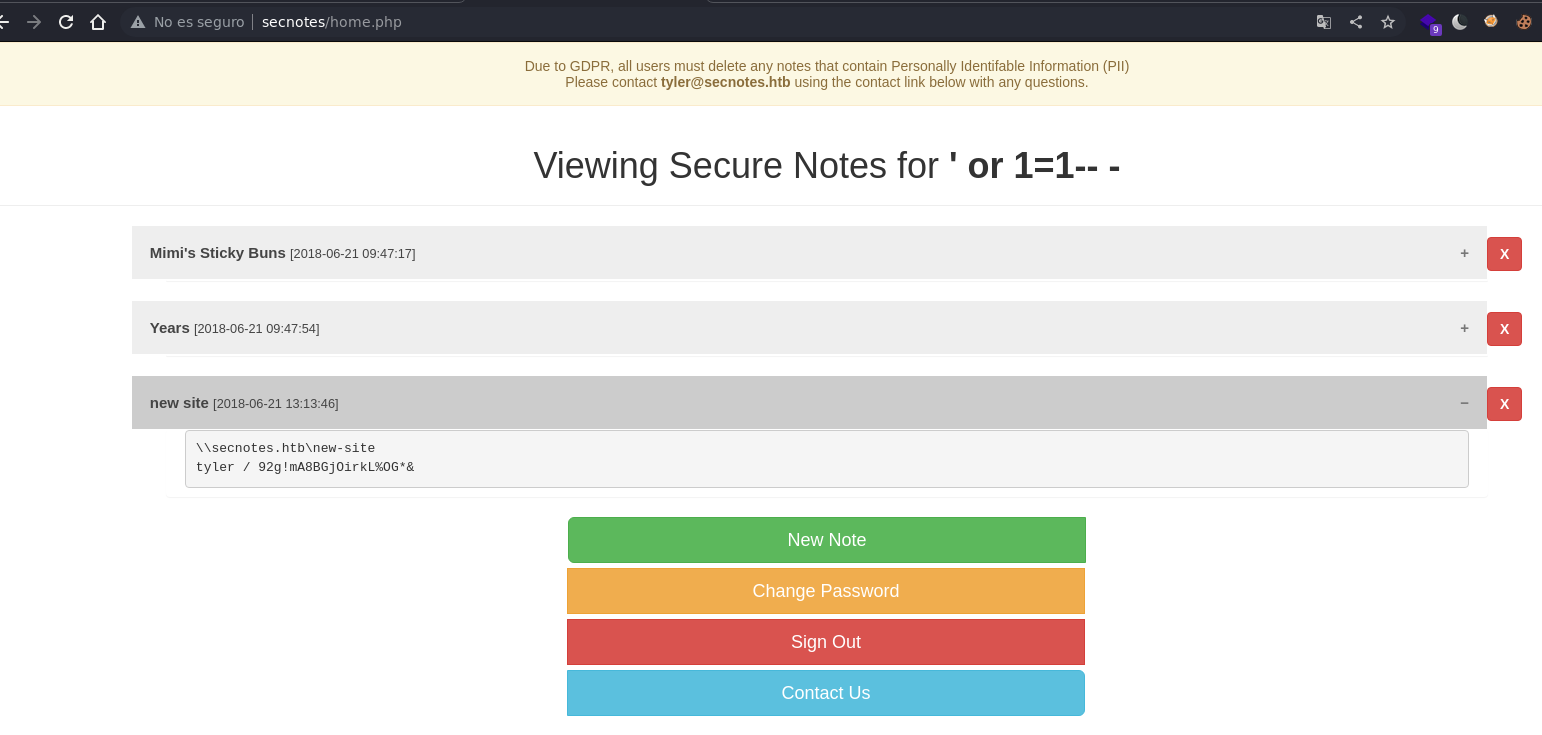 No es seguro | secnotes/home.php
9
Due to GDPR, all users must delete any notes that contain Personally Identifable Information (PII)
Please contact tyler@secnotes.htb using the contact link below with any questions.
Viewing Secure Notes for ' or 1=1-- -
Mimi's Sticky Buns [2018-06-21 09:47:17] + X
Years [2018-06-21 09:47:54] + X
new site [2018-06-21 13:13:46] − X
\\secnotes.htb\new-site
tyler / 92g!mA8BGjOirkL%OG*&
New Note
Change Password
Sign Out
Contact Us